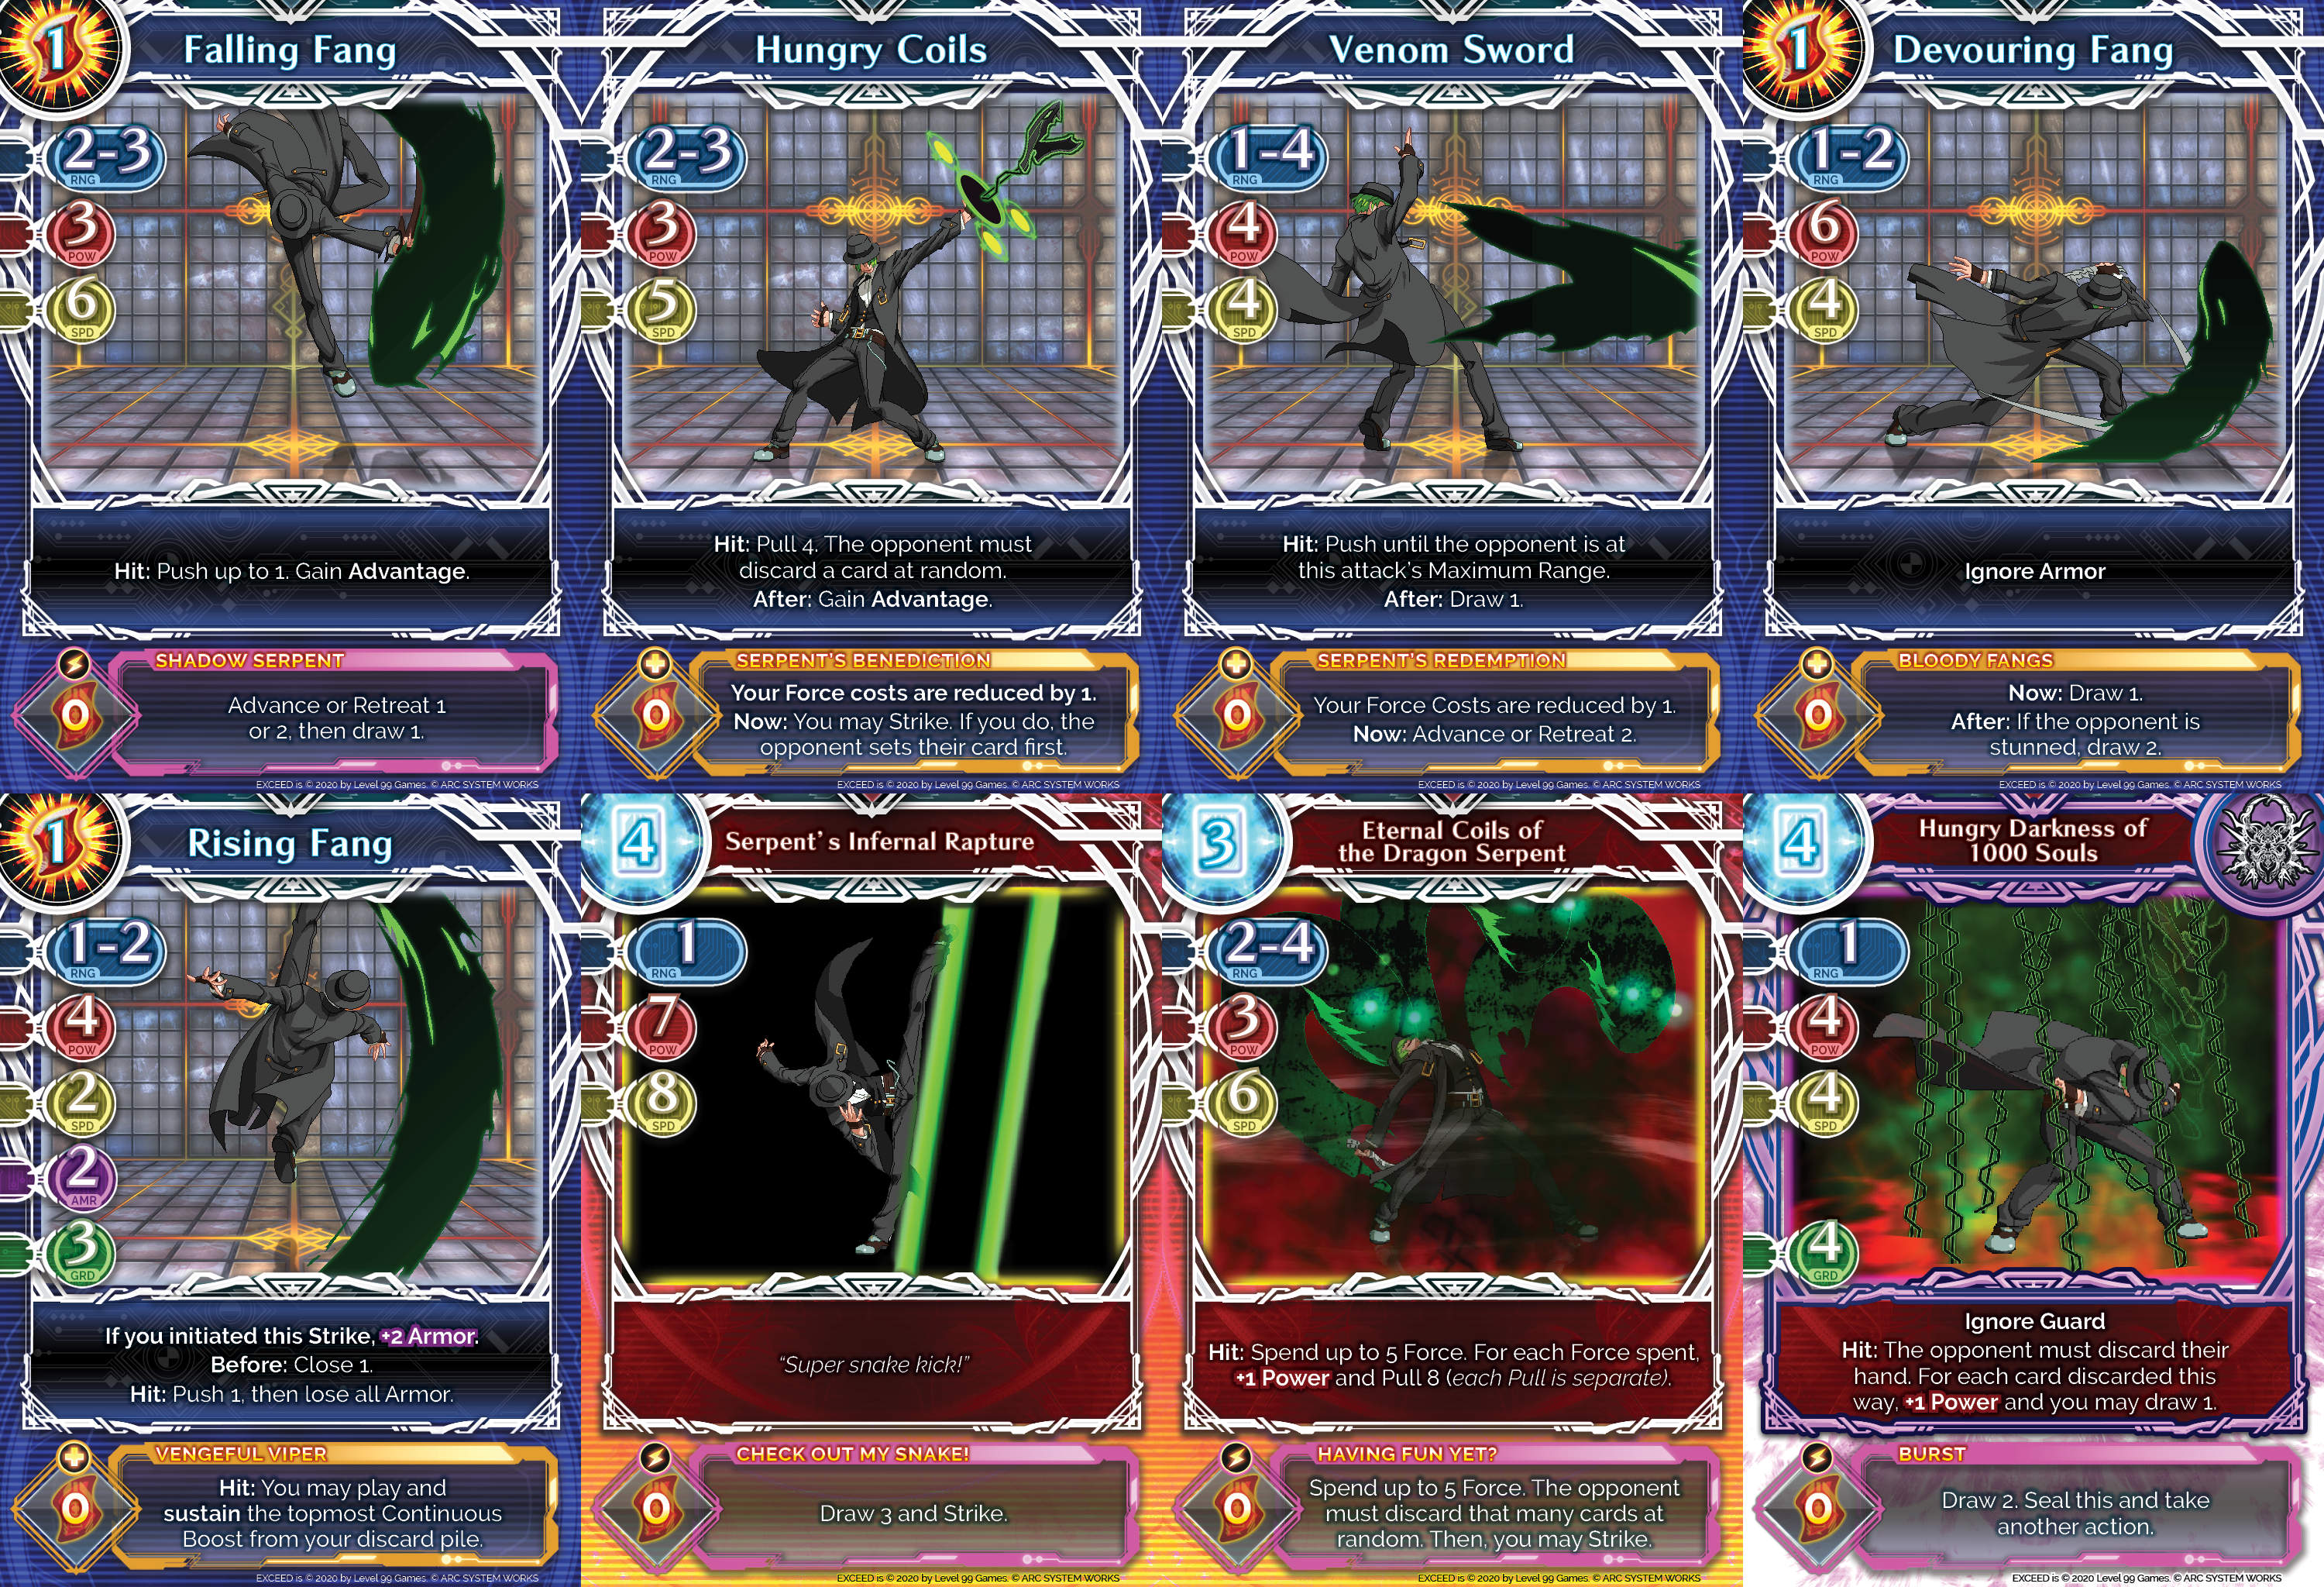 1
Falling Fang
2-3
RNG
3
POW
6
SPD
Hit: Push up to 1. Gain Advantage.
SHADOW SERPENT
0
Advance or Retreat 1
or 2, then draw 1.
EXCEED is © 2020 by Level 99 Games. © ARC SYSTEM WORKS
Hungry Coils
2-3
RNG
3
POW
5
SPD
Hit: Pull 4. The opponent must
discard a card at random.
After: Gain Advantage.
SERPENT'S BENEDICTION
0
Your Force costs are reduced by 1.
Now: You may Strike. If you do, the
opponent sets their card first.
EXCEED is © 2020 by Level 99 Games. © ARC SYSTEM WORKS
Venom Sword
1-4
RNG
4
POW
4
SPD
Hit: Push until the opponent is at
this attack's Maximum Range.
After: Draw 1.
SERPENT'S REDEMPTION
0
Your Force Costs are reduced by 1.
Now: Advance or Retreat 2.
EXCEED is © 2020 by Level 99 Games. © ARC SYSTEM WORKS
1
Devouring Fang
1-2
RNG
6
POW
4
SPD
Ignore Armor
BLOODY FANGS
0
Now: Draw 1.
After: If the opponent is
stunned, draw 2.
EXCEED is © 2020 by Level 99 Games. © ARC SYSTEM WORKS
1
Rising Fang
1-2
RNG
4
POW
2
SPD
2
AMR
3
GRD
If you initiated this Strike, +2 Armor.
Before: Close 1.
Hit: Push 1, then lose all Armor.
VENGEFUL VIPER
0
Hit: You may play and
sustain the topmost Continuous
Boost from your discard pile.
EXCEED is © 2020 by Level 99 Games. © ARC SYSTEM WORKS
4
Serpent's Infernal Rapture
1
RNG
7
POW
8
SPD
"Super snake kick!"
CHECK OUT MY SNAKE!
0
Draw 3 and Strike.
EXCEED is © 2020 by Level 99 Games. © ARC SYSTEM WORKS
3
Eternal Coils of
the Dragon Serpent
2-4
RNG
3
POW
6
SPD
Hit: Spend up to 5 Force. For each Force spent,
+1 Power and Pull 8 (each Pull is separate).
HAVING FUN YET?
0
Spend up to 5 Force. The opponent
must discard that many cards at
random. Then, you may Strike.
EXCEED is © 2020 by Level 99 Games. © ARC SYSTEM WORKS
4
Hungry Darkness of
1000 Souls
1
RNG
4
POW
4
SPD
4
GRD
Ignore Guard
Hit: The opponent must discard their
hand. For each card discarded this
way, +1 Power and you may draw 1.
BURST
0
Draw 2. Seal this and take
another action.
EXCEED is © 2020 by Level 99 Games. © ARC SYSTEM WORKS